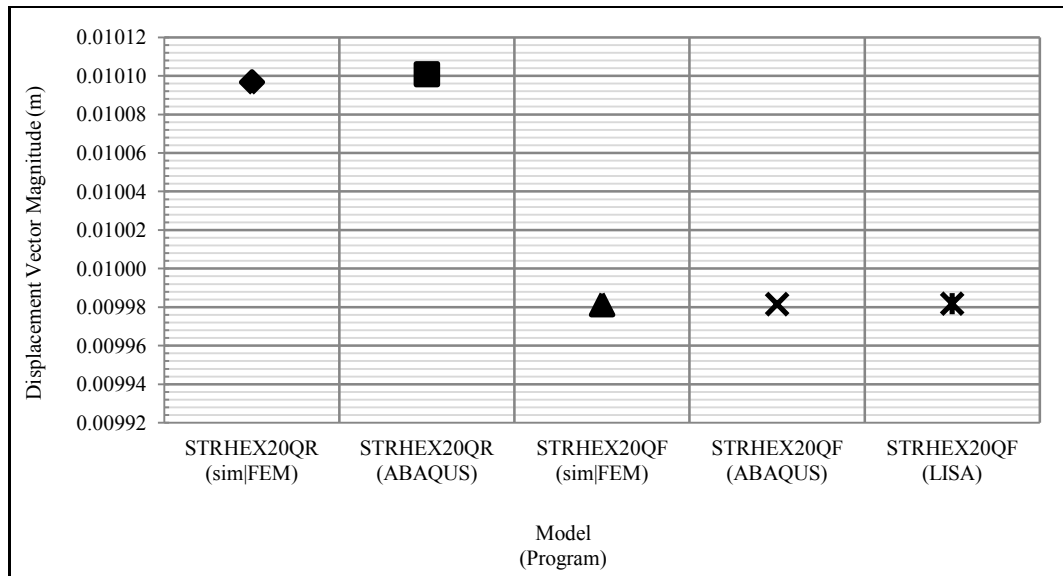 Displacement Vector Magnitude (m)
0.01012
0.01010
0.01008
0.01006
0.01004
0.01002
0.01000
0.00998
0.00996
0.00994
0.00992
STRHEX20QR
(sim|FEM)
STRHEX20QR
(ABAQUS)
STRHEX20QF
(sim|FEM)
STRHEX20QF
(ABAQUS)
STRHEX20QF
(LISA)
Model
(Program)